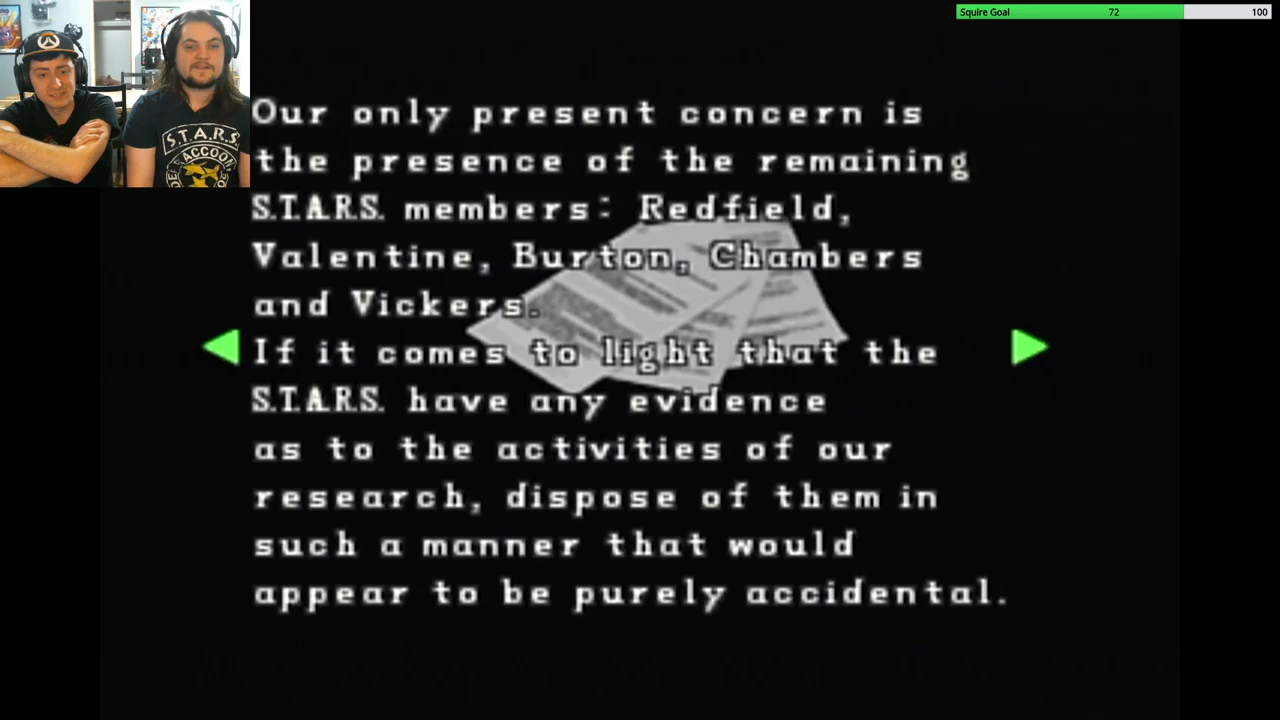 Squire Goal 72 100
S.T.A.R.S.
RACCOON
Our only present concern is
the presence of the remaining
S.T.A.R.S. members: Redfield,
Valentine, Burton, Chambers
and Vickers.
If it comes to light that the
S.T.A.R.S. have any evidence
as to the activities of our
research, dispose of them in
such a manner that would
appear to be purely accidental.